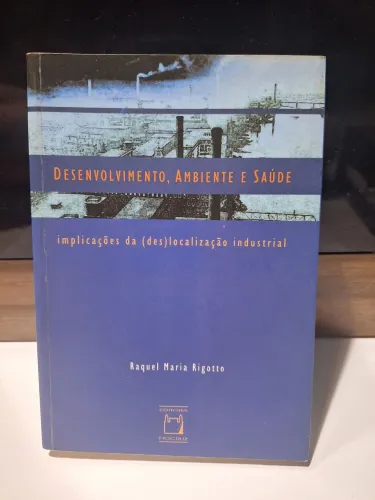 DESENVOLVIMENTO, AMBIENTE E SAÚDE
implicações da (des)localização industrial
Raquel Maria Rigotto
EDITORA
FIOCRUZ